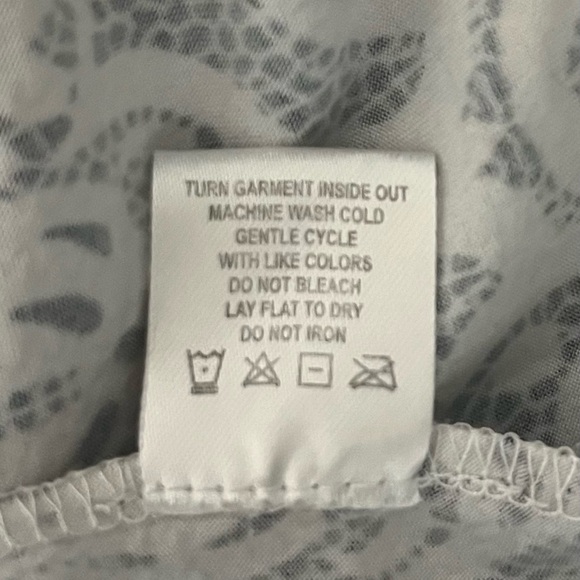 TURN GARMENT INSIDE OUT
MACHINE WASH COLD
GENTLE CYCLE
WITH LIKE COLORS
DO NOT BLEACH
LAY FLAT TO DRY
DO NOT IRON